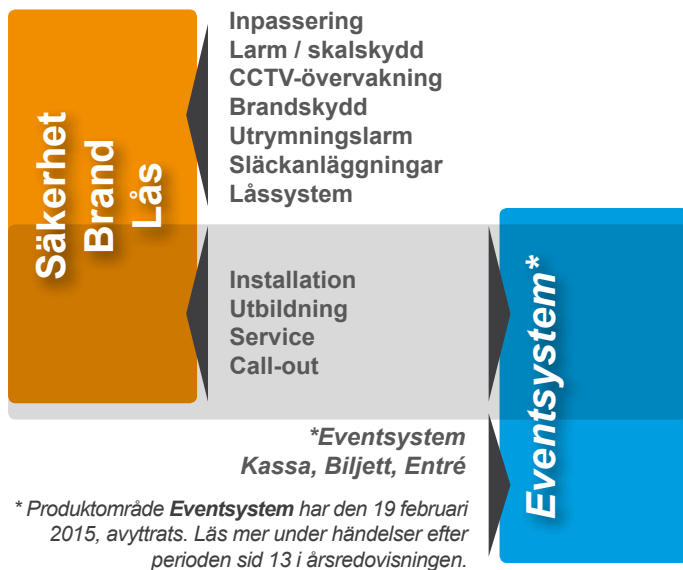 Säkerhet
Brand
Lås
Inpassering
Larm / skalskydd
CCTV-övervakning
Brandskydd
Utrymningslarm
Släckanläggningar
Låssystem
Installation
Utbildning
Service
Call-out
Eventsystem*
*Eventsystem
Kassa, Biljett, Entré
* Produktområde Eventsystem har den 19 februari
2015, avyttrats. Läs mer under händelser efter
perioden sid 13 i årsredovisningen.